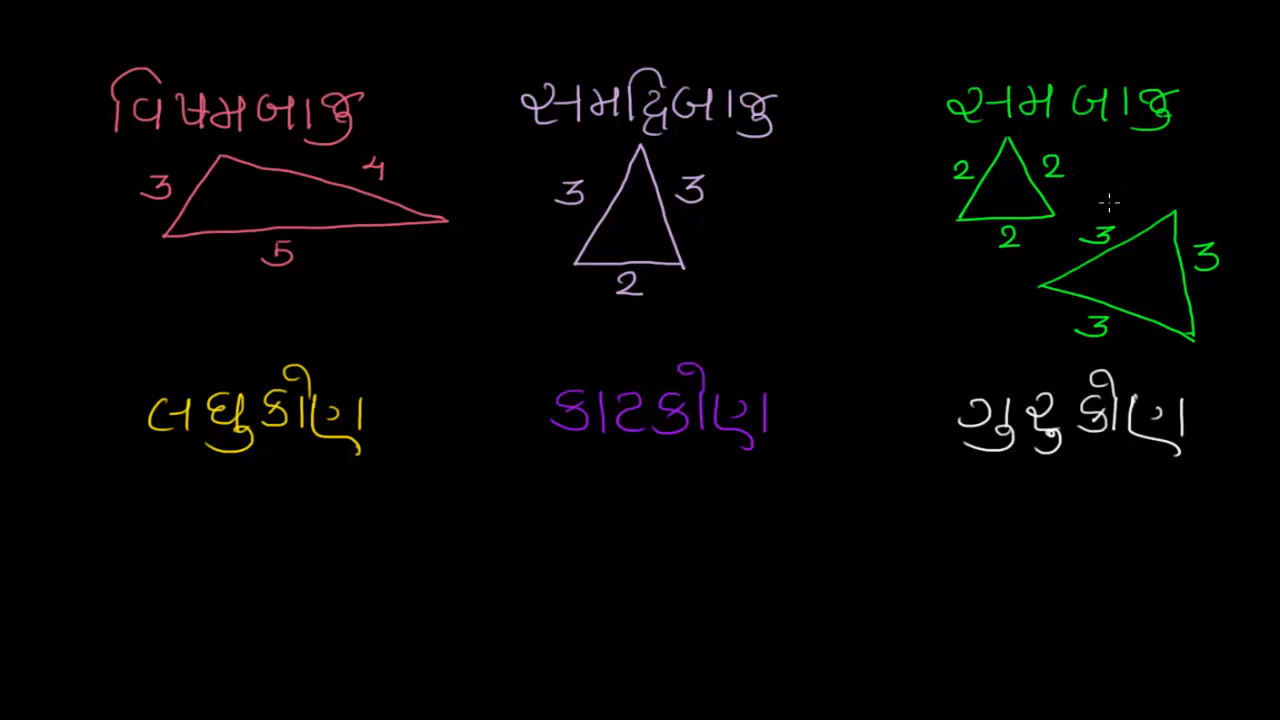 વિષમબાજુ સમદ્વિબાજુ સમબાજુ
3 4 3 3 2 2
5 2 2
3 3
3
લઘુકોણ કાટકોણ ગુરુકોણ